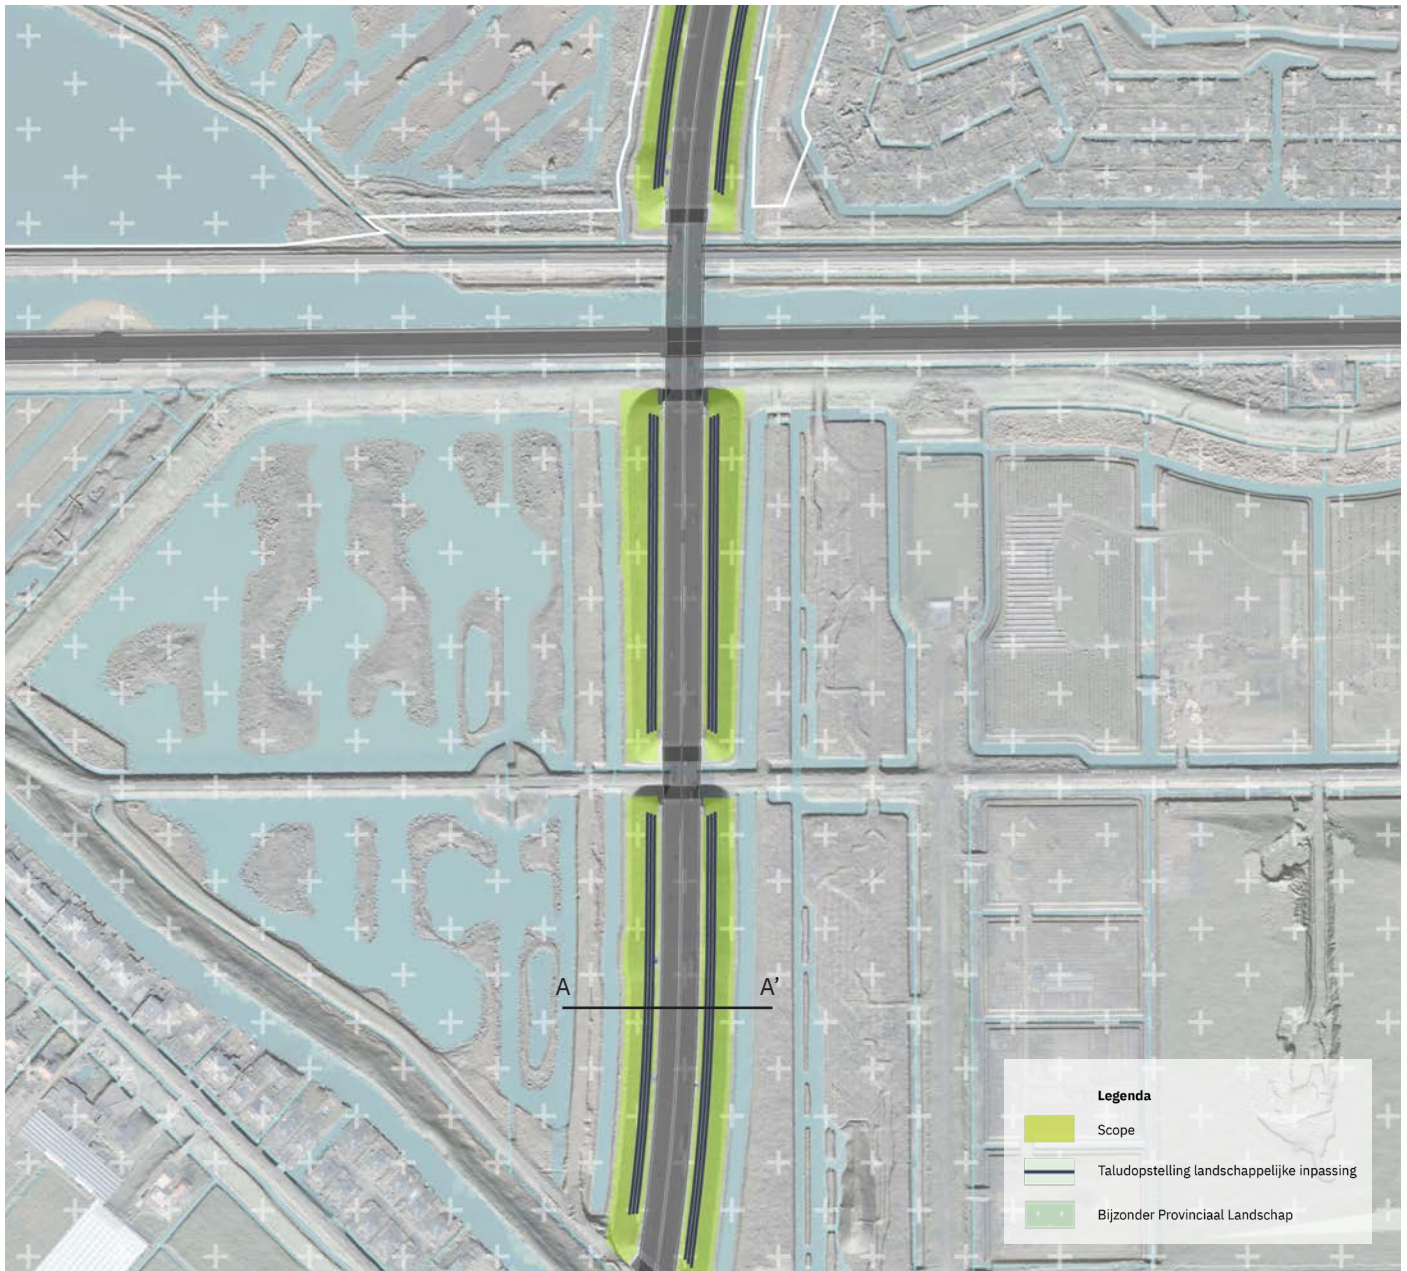 A A’
Legenda
Scope
Taludopstelling landschappelijke inpassing
Bijzonder Provinciaal Landschap